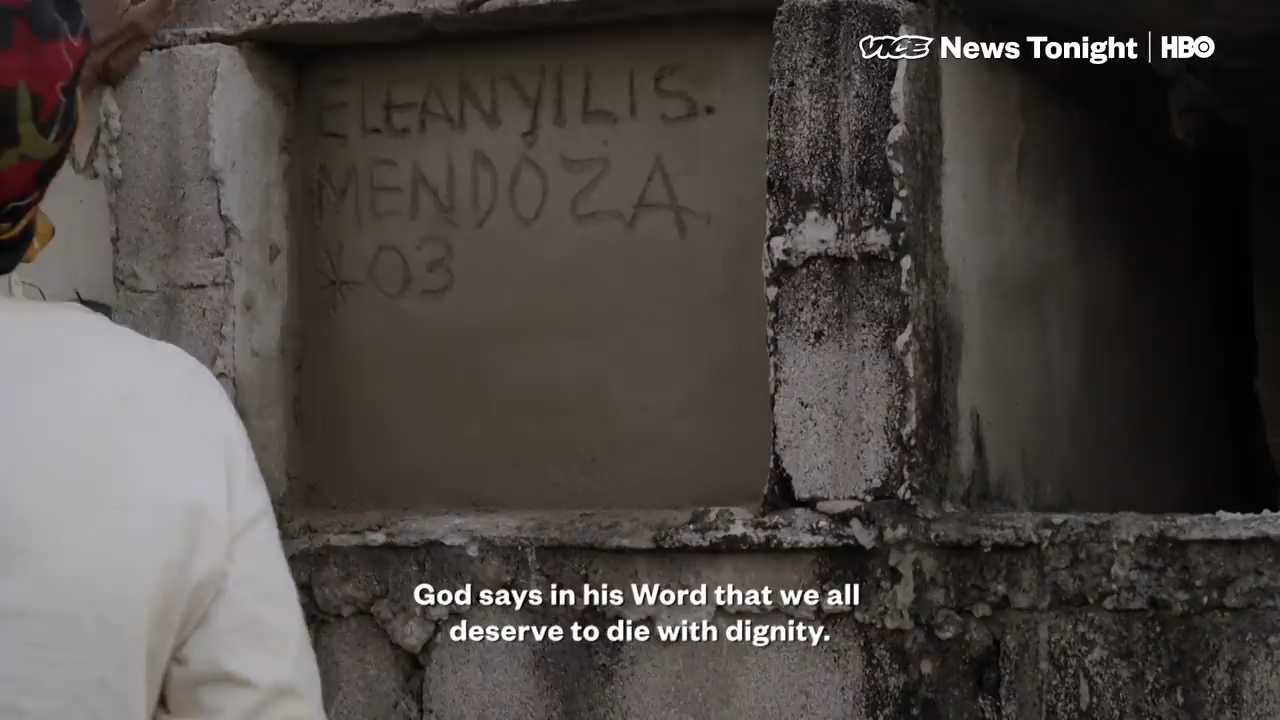 VICE News Tonight | HBO
ELEANYILIS.
MENDOZA
*03
God says in his Word that we all
deserve to die with dignity.